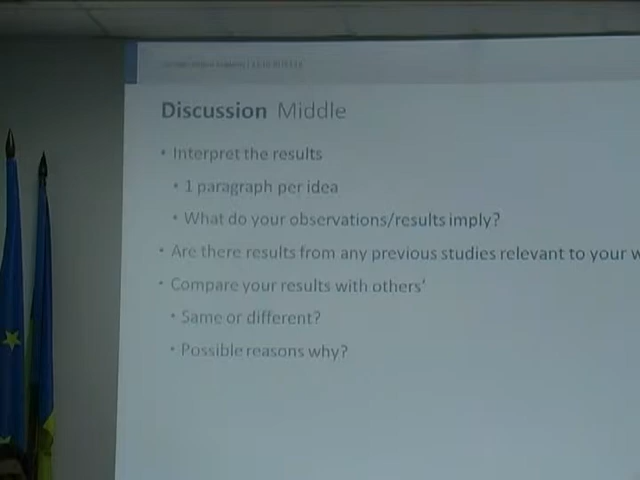 Discussion Middle
• Interpret the results
• 1 paragraph per idea
• What do your observations/results imply?
• Are there results from any previous studies relevant to your w
• Compare your results with others'
• Same or different?
• Possible reasons why?